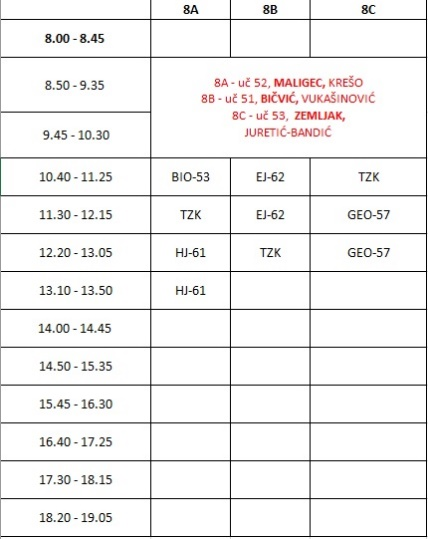 8A 8B 8C
8.00 - 8.45
8.50 - 9.35
9.45 - 10.30
8A - uč 52, MALIGEC, KREŠO
8B - uč 51, BIČVIĆ, VUKAŠINOVIĆ
8C - uč 53, ZEMLJAK,
JURETIĆ-BANDIĆ
10.40 - 11.25 BIO-53 EJ-62 TZK
11.30 - 12.15 TZK EJ-62 GEO-57
12.20 - 13.05 HJ-61 TZK GEO-57
13.10 - 13.50 HJ-61
14.00 - 14.45
14.50 - 15.35
15.45 - 16.30
16.40 - 17.25
17.30 - 18.15
18.20 - 19.05